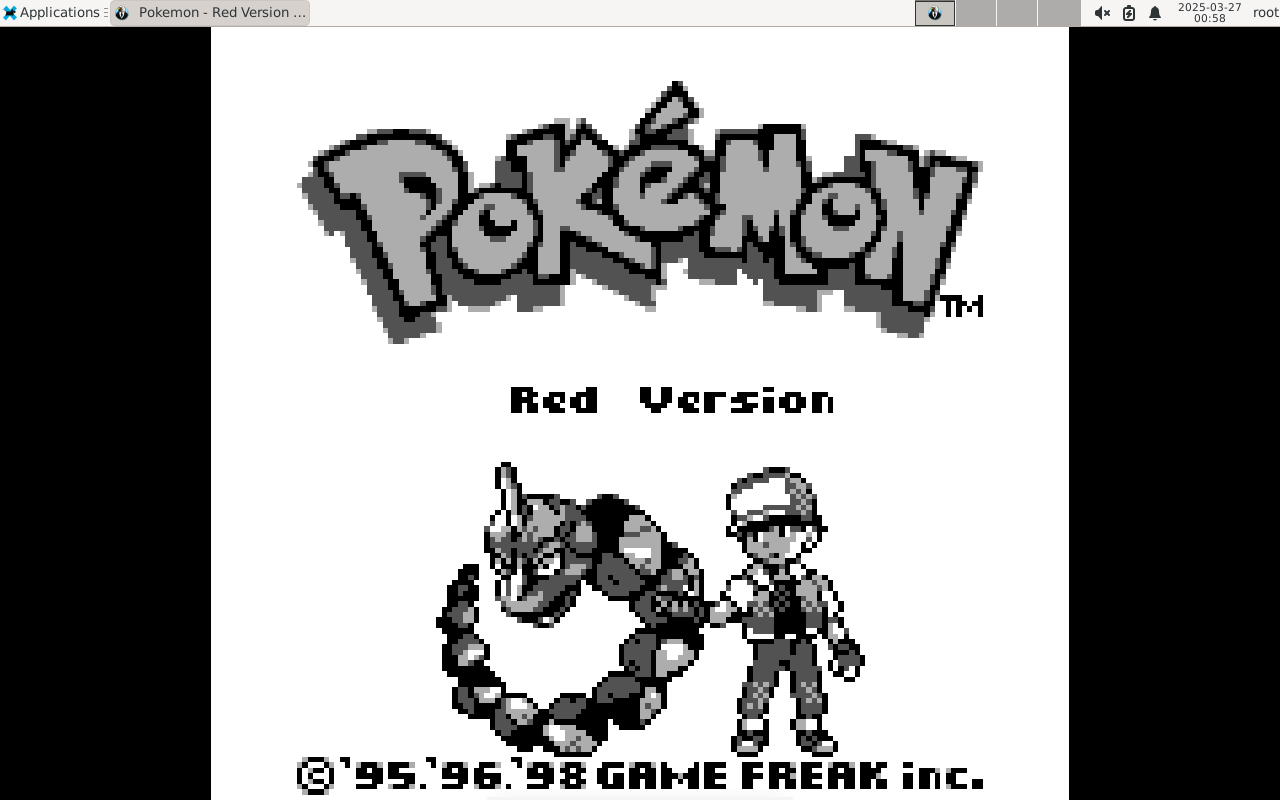 Applications
Pokemon - Red Version ...
2025-03-27
00:58
root
POKéMON
TM
Red Version
©'95.'96.'98 GAME FREAK inc.